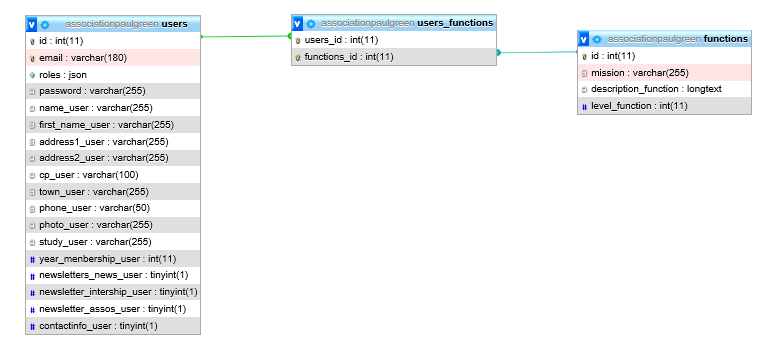 v associationpaulgreen users
id : int(11)
email : varchar(180)
roles : json
password : varchar(255)
name_user : varchar(255)
first_name_user : varchar(255)
address1_user : varchar(255)
address2_user : varchar(255)
cp_user : varchar(100)
town_user : varchar(255)
phone_user : varchar(50)
photo_user : varchar(255)
study_user : varchar(255)
# year_menbership_user : int(11)
# newsletters_news_user : tinyint(1)
# newsletter_intership_user : tinyint(1)
# newsletter_assos_user : tinyint(1)
# contactinfo_user : tinyint(1)
v associationpaulgreen users_functions
users_id : int(11)
functions_id : int(11)
v associationpaulgreen functions
id : int(11)
mission : varchar(255)
description_function : longtext
# level_function : int(11)